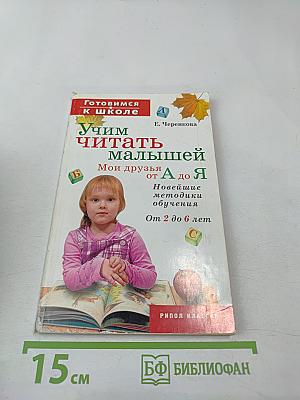 Готовимся
к школе
Е. Черенкова
Учим
читать
малышей
Мои друзья
от А до Я
Новейшие
методики
обучения
От 2 до 6 лет
Б
С
РИПОЛ КЛАССИК
15 см
БФ БИБЛИОФАН